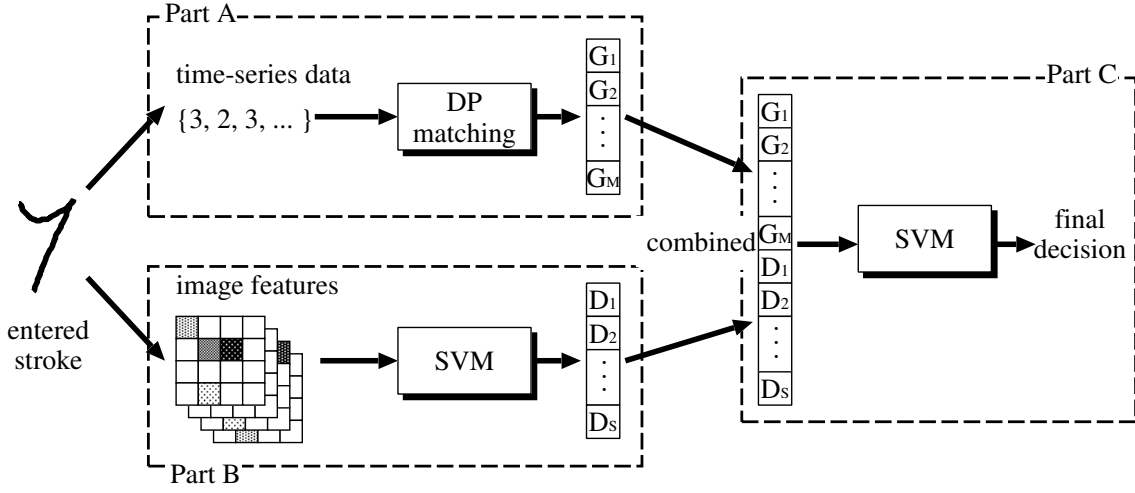 Part A
time-series data
{3, 2, 3, ... }
DP
matching
G1
G2
⋮
GM
entered
stroke
image features
SVM
D1
D2
⋮
DS
Part B
Part C
combined
G1
G2
⋮
GM
D1
D2
⋮
DS
SVM
final
decision